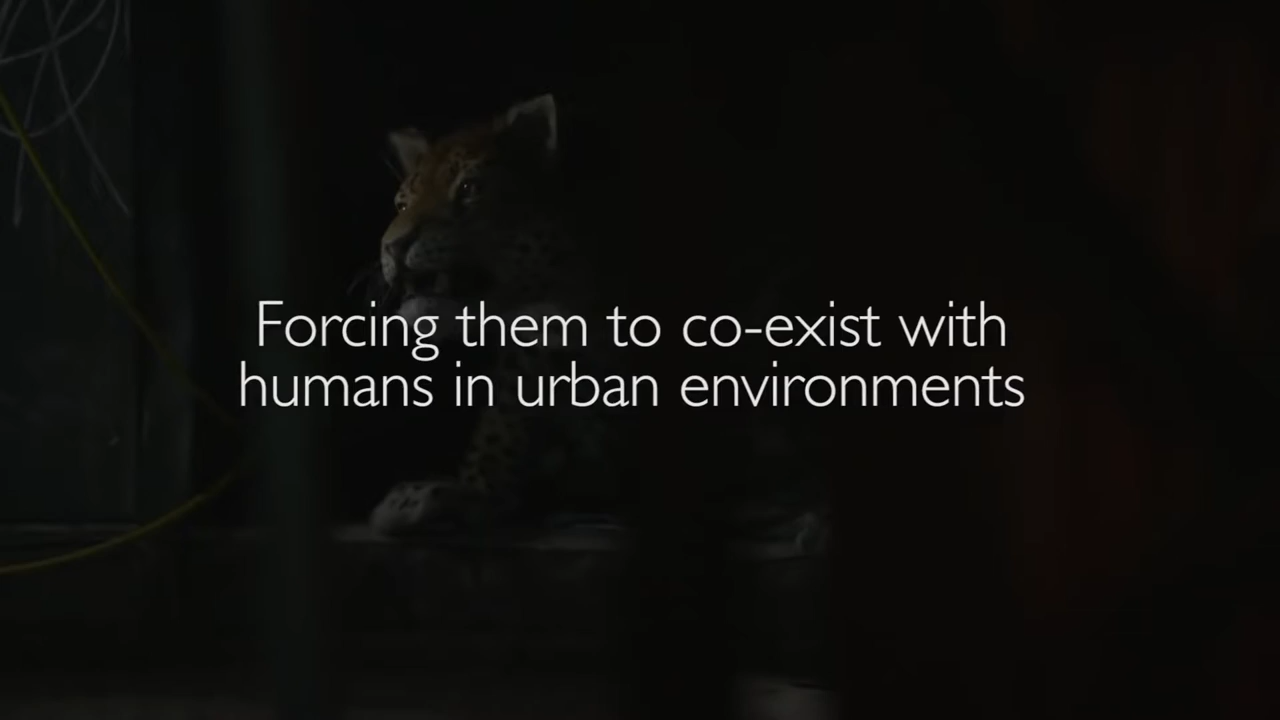 Forcing them to co-exist with
humans in urban environments